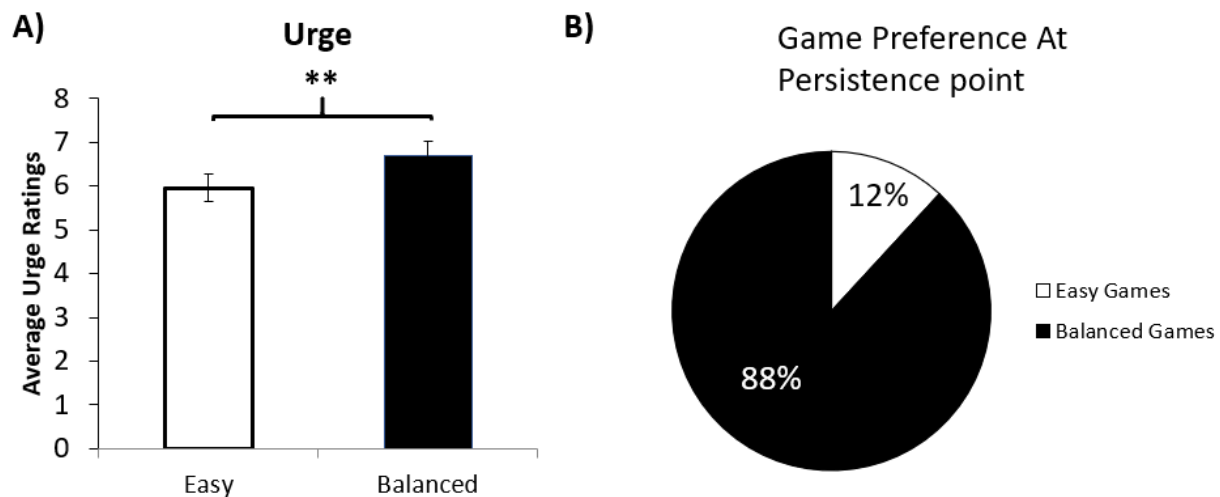 A)
Urge
**
Average Urge Ratings
8
7
6
5
4
3
2
1
0
Easy
Balanced
B)
Game Preference At
Persistence point
12%
88%
Easy Games
Balanced Games